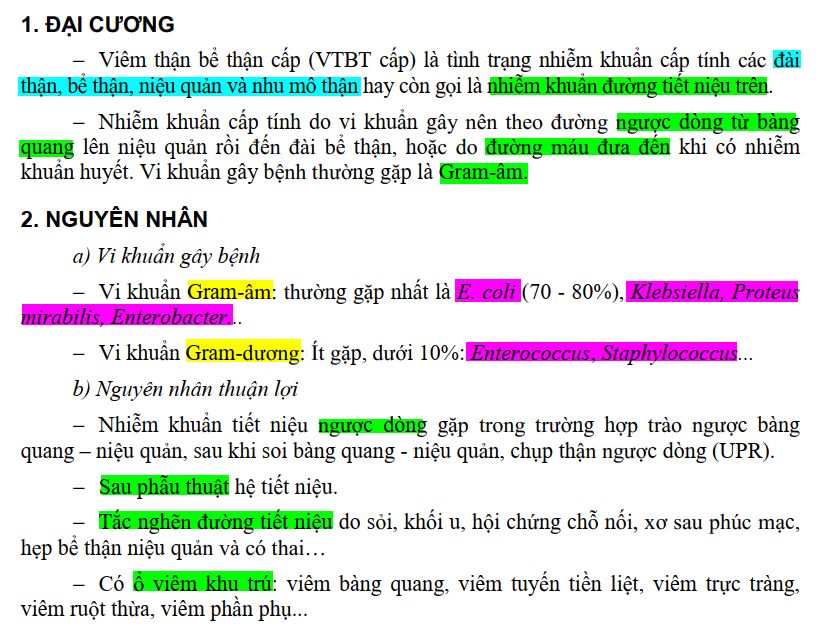 1. ĐẠI CƯƠNG
– Viêm thận bể thận cấp (VTBT cấp) là tình trạng nhiễm khuẩn cấp tính các đài
thận, bể thận, niệu quản và nhu mô thận hay còn gọi là nhiễm khuẩn đường tiết niệu trên.
– Nhiễm khuẩn cấp tính do vi khuẩn gây nên theo đường ngược dòng từ bàng
quang lên niệu quản rồi đến đài bể thận, hoặc do đường máu đưa đến khi có nhiễm
khuẩn huyết. Vi khuẩn gây bệnh thường gặp là Gram-âm.
2. NGUYÊN NHÂN
a) Vi khuẩn gây bệnh
– Vi khuẩn Gram-âm: thường gặp nhất là E. coli (70 - 80%), Klebsiella, Proteus
mirabilis, Enterobacter...
– Vi khuẩn Gram-dương: Ít gặp, dưới 10%: Enterococcus, Staphylococcus...
b) Nguyên nhân thuận lợi
– Nhiễm khuẩn tiết niệu ngược dòng gặp trong trường hợp trào ngược bàng
quang – niệu quản, sau khi soi bàng quang - niệu quản, chụp thận ngược dòng (UPR).
– Sau phẫu thuật hệ tiết niệu.
– Tắc nghẽn đường tiết niệu do sỏi, khối u, hội chứng chỗ nối, xơ sau phúc mạc,
hẹp bể thận niệu quản và có thai…
– Có ổ viêm khu trú: viêm bàng quang, viêm tuyến tiền liệt, viêm trực tràng,
viêm ruột thừa, viêm phần phụ...